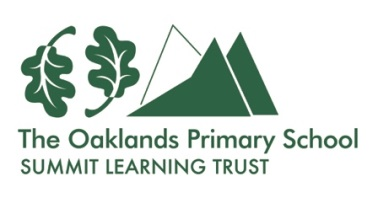 The Oaklands Primary School
SUMMIT LEARNING TRUST